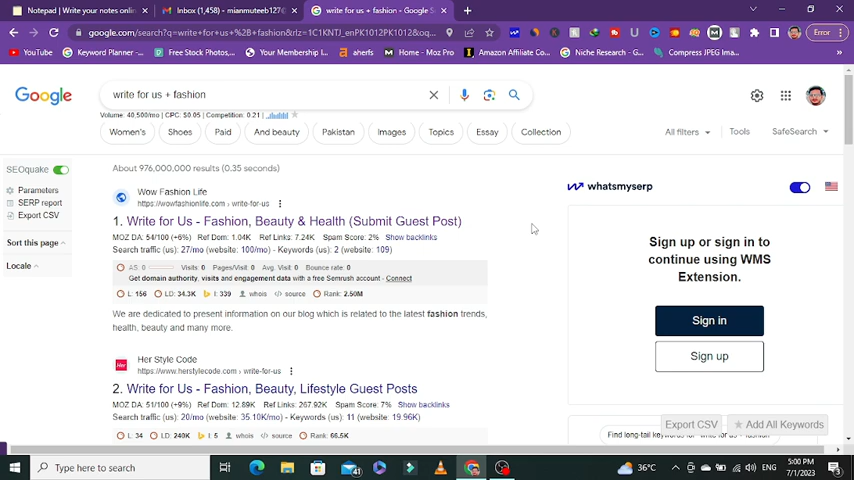 Notepad | Write your notes online
Inbox (1,458) - mianmuteeb127@
write for us + fashion - Google S
google.com/search?q=write+for+us+%2B+fashion&rlz=1C1KNTJ_enPK1012PK1012&oq...
Error
YouTube
Keyword Planner -...
Free Stock Photos,...
Your Membership I...
aherfs
Home - Moz Pro
Amazon Affiliate Co...
Niche Research - G...
Compress JPEG Ima...
Google
write for us + fashion
Volume: 40,500/mo | CPC: $0.05 | Competition: 0.21
Women's
Shoes
Paid
And beauty
Pakistan
Images
Topics
Essay
Collection
All filters
Tools
SafeSearch
About 976,000,000 results (0.35 seconds)
SEOquake
Parameters
SERP report
Export CSV
Sort this page
Locale
Wow Fashion Life
https://wowfashionlife.com › write-for-us
1. Write for Us - Fashion, Beauty & Health (Submit Guest Post)
MOZ DA: 54/100 (+6%) Ref Dom: 1.04K Ref Links: 7.24K Spam Score: 2% Show backlinks
Search traffic (us): 27/mo (website: 100/mo) - Keywords (us): 2 (website: 109)
AS: 0 Visits: 0 Pages/Visit: 0 Avg. Visit: 0 Bounce rate: 0
Get domain authority, visits and engagement data with a free Semrush account - Connect
L: 156 LD: 34.3K I: 339 whois source Rank: 2.50M
We are dedicated to present information on our blog which is related to the latest fashion trends,
health, beauty and many more.
Her
Her Style Code
https://www.herstylecode.com › write-for-us
2. Write for Us - Fashion, Beauty, Lifestyle Guest Posts
MOZ DA: 51/100 (+9%) Ref Dom: 12.89K Ref Links: 267.92K Spam Score: 7% Show backlinks
Search traffic (us): 20/mo (website: 35.10K/mo) - Keywords (us): 11 (website: 19.96K)
L: 34 LD: 240K I: 5 whois source Rank: 66.5K
whatsmyserp
Sign up or sign in to
continue using WMS
Extension.
Sign in
Sign up
Export CSV
Add All Keywords
Find long-tail keywords for "write for us + fashion"
Type here to search
41
36°C
ENG
5:00 PM
7/1/2023
3